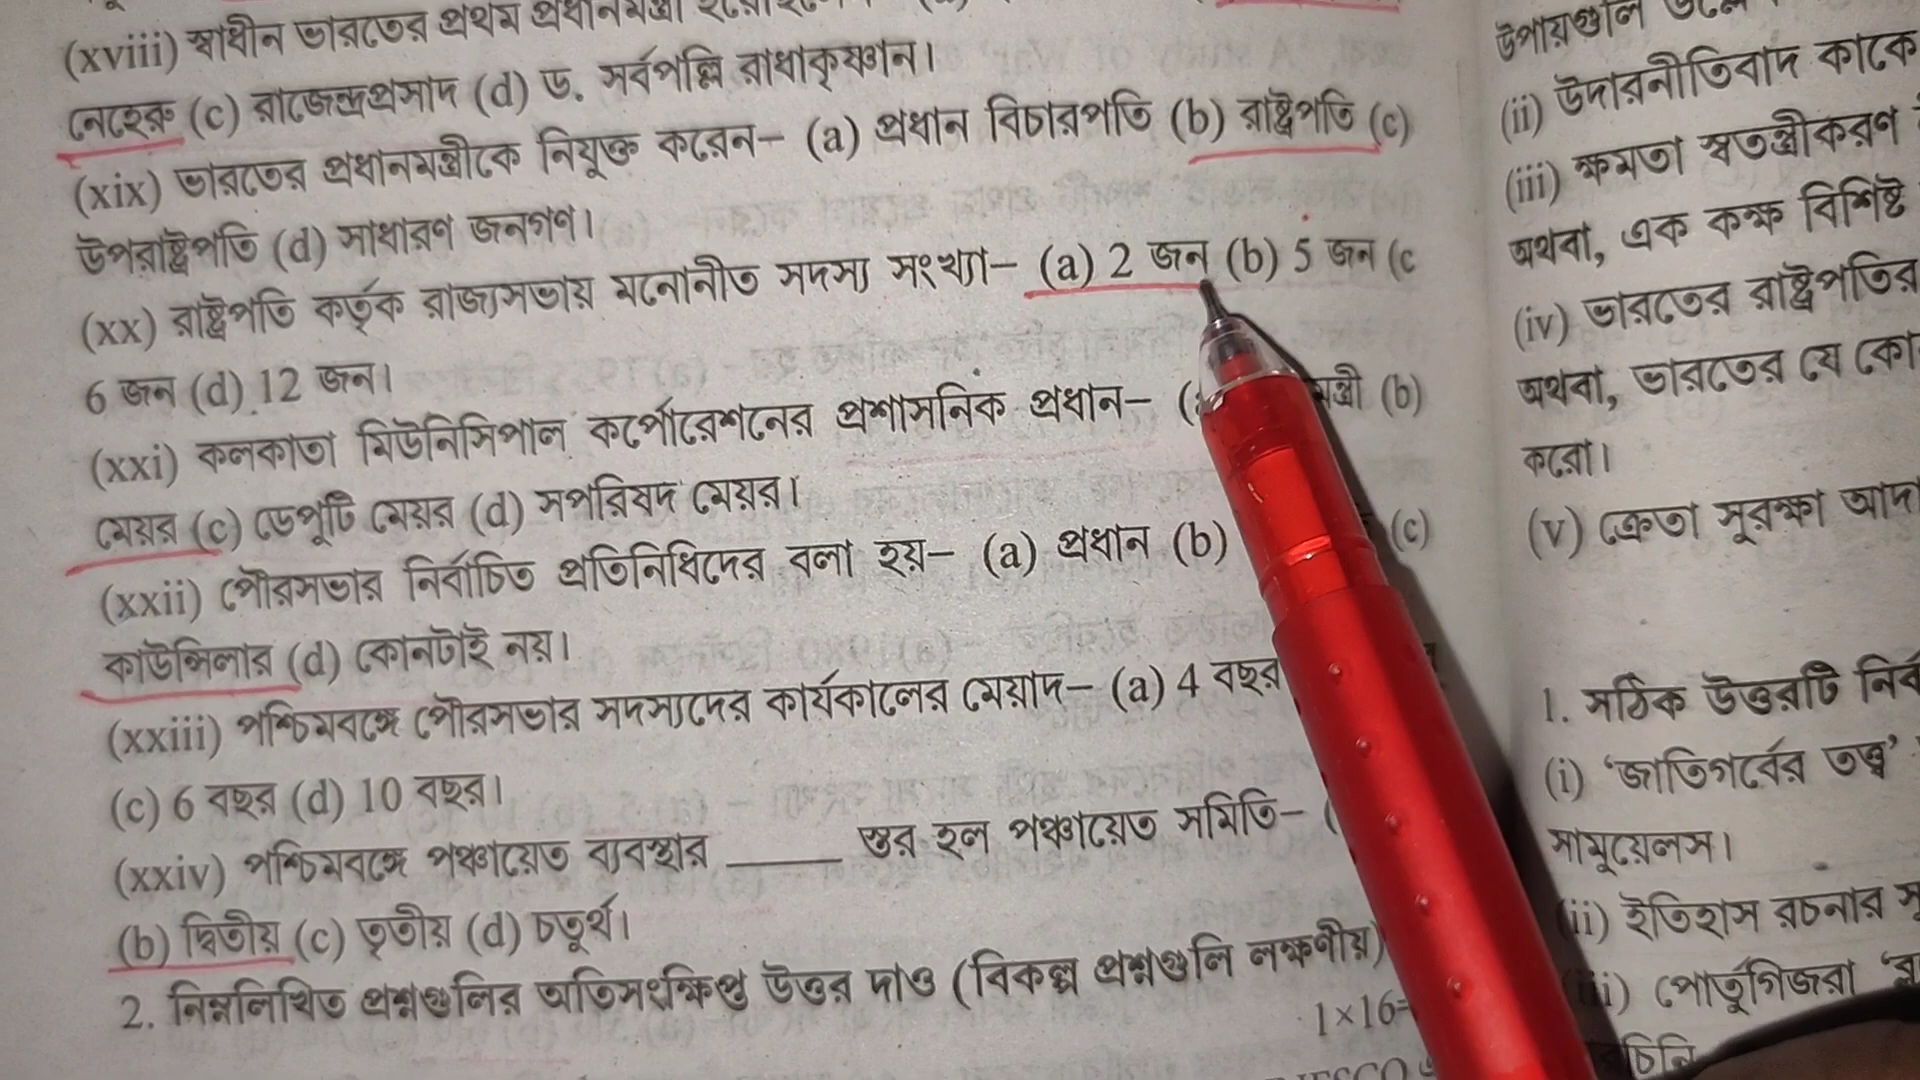 (xviii) স্বাধীন ভারতের প্রথম প্রধানমন্ত্রী
নেহেরু (c) রাজেন্দ্রপ্রসাদ (d) ড. সর্বপল্লি রাধাকৃষ্ণান।
(xix) ভারতের প্রধানমন্ত্রীকে নিযুক্ত করেন– (a) প্রধান বিচারপতি (b) রাষ্ট্রপতি (c)
উপরাষ্ট্রপতি (d) সাধারণ জনগণ।
(xx) রাষ্ট্রপতি কর্তৃক রাজ্যসভায় মনোনীত সদস্য সংখ্যা– (a) 2 জন (b) 5 জন (c
6 জন (d) 12 জন।
(xxi) কলকাতা মিউনিসিপাল কর্পোরেশনের প্রশাসনিক প্রধান– (b)
মেয়র (c) ডেপুটি মেয়র (d) সপরিষদ মেয়র।
(xxii) পৌরসভার নির্বাচিত প্রতিনিধিদের বলা হয়– (a) প্রধান (b) (c)
কাউন্সিলার (d) কোনটাই নয়।
(xxiii) পশ্চিমবঙ্গে পৌরসভার সদস্যদের কার্যকালের মেয়াদ– (a) 4 বছর
(c) 6 বছর (d) 10 বছর।
(xxiv) পশ্চিমবঙ্গে পঞ্চায়েত ব্যবস্থার _____ স্তর হল পঞ্চায়েত সমিতি–
(b) দ্বিতীয় (c) তৃতীয় (d) চতুর্থ।
2. নিম্নলিখিত প্রশ্নগুলির অতিসংক্ষিপ্ত উত্তর দাও (বিকল্প প্রশ্নগুলি লক্ষণীয়)
1×16=
উপায়গুলি
(ii) উদারনীতিবাদ কাকে
(iii) ক্ষমতা স্বতন্ত্রীকরণ
অথবা, এক কক্ষ বিশিষ্ট
(iv) ভারতের রাষ্ট্রপতির
অথবা, ভারতের যে
করো।
(v) ক্রেতা সুরক্ষা
1. সঠিক উত্তরটি
(i) ‘জাতিগর্বের তত্ত্ব’
সামুয়েলস।
(ii) ইতিহাস রচনার
পোর্তুগিজরা